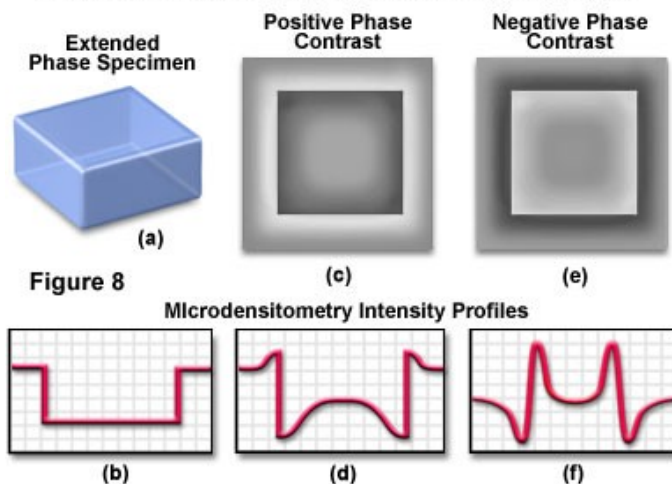 Extended
Phase Specimen
Positive Phase
Contrast
Negative Phase
Contrast
(a)
(c)
(e)
Figure 8
MIcrodensitometry Intensity Profiles
(b)
(d)
(f)